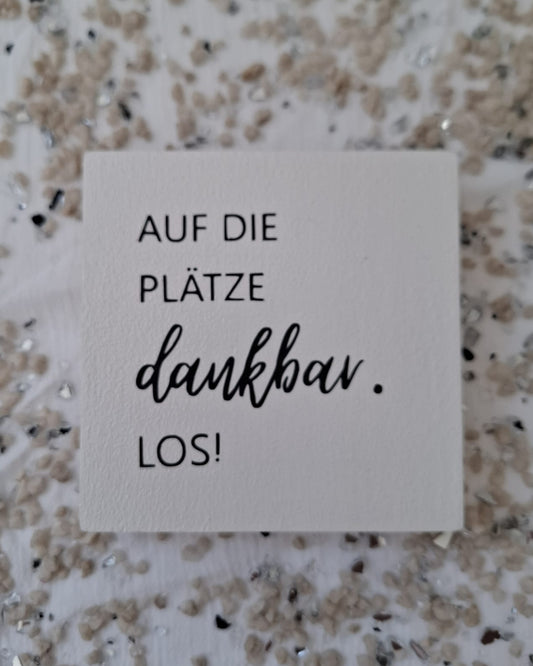 AUF DIE
PLÄTZE
dankbar.
LOS!